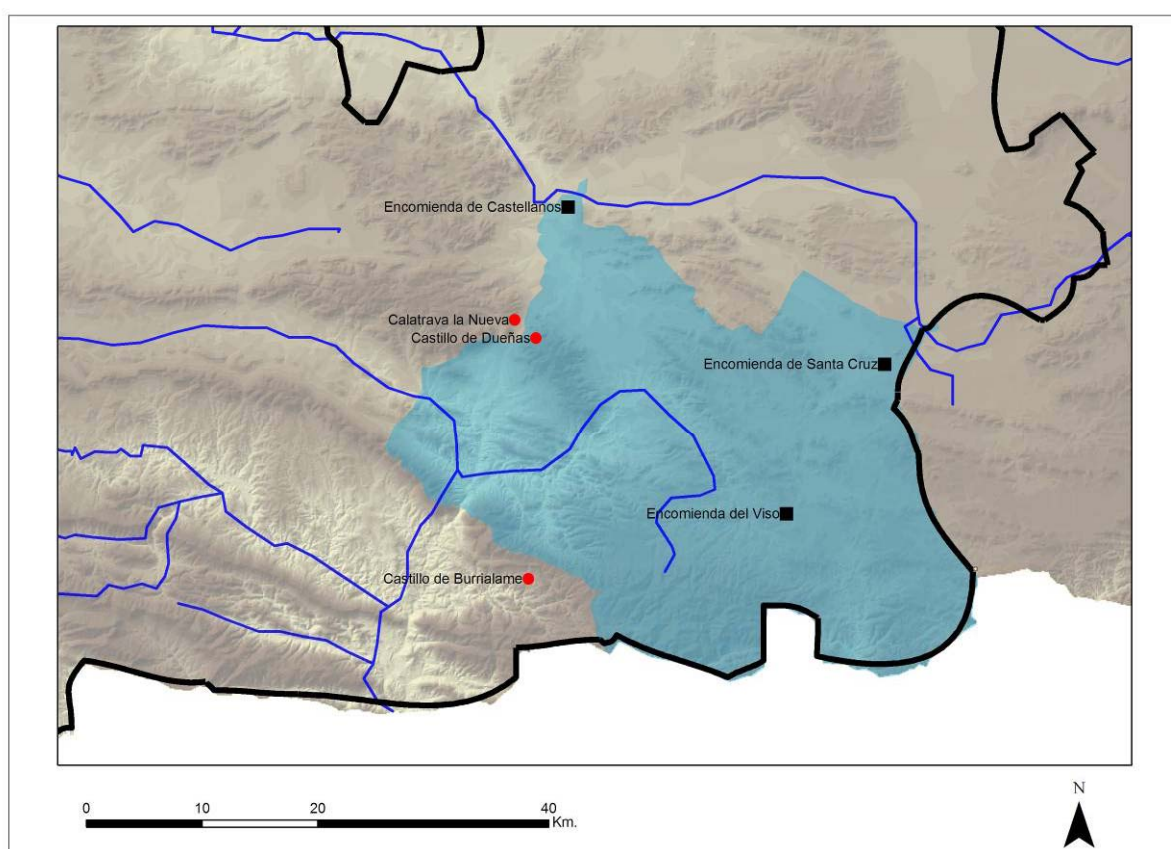 Encomienda de Castellanos
Calatrava la Nueva
Castillo de Dueñas
Encomienda de Santa Cruz
Encomienda del Viso
Castillo de Burrialame
0 10 20 40
Km.
N